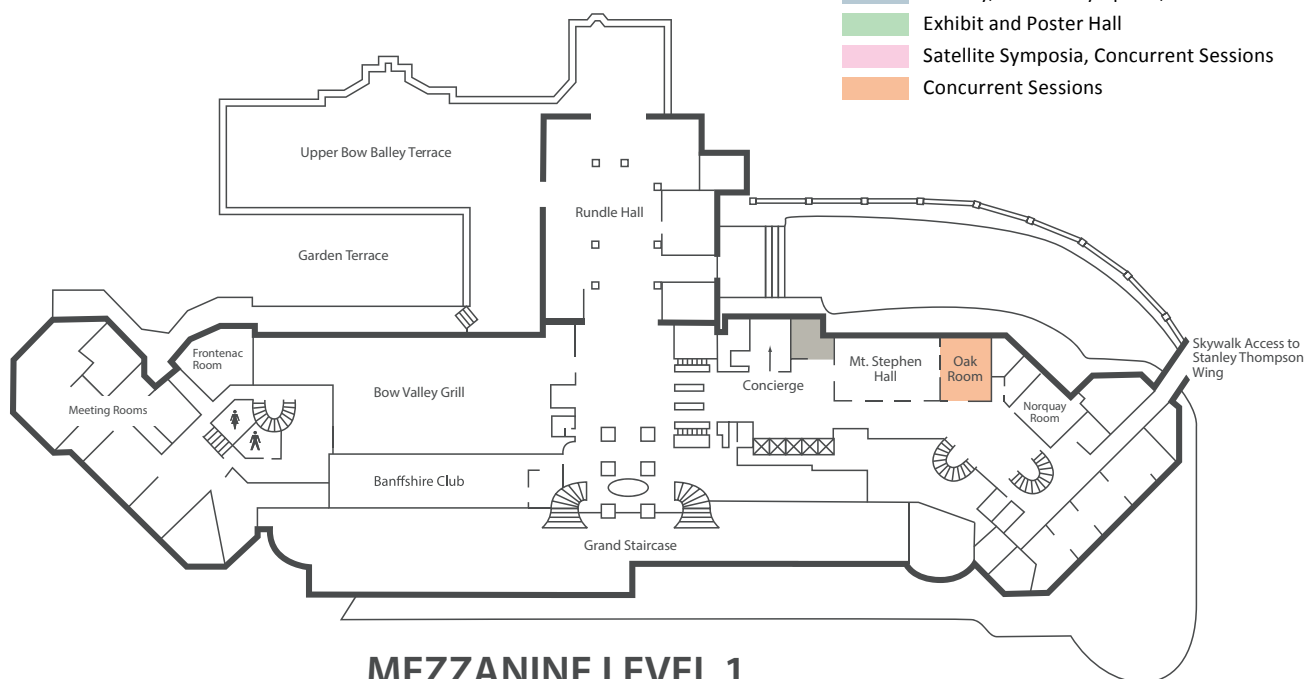 Exhibit and Poster Hall
Satellite Symposia, Concurrent Sessions
Concurrent Sessions
Upper Bow Balley Terrace
Rundle Hall
Garden Terrace
Skywalk Access to
Stanley Thompson
Wing
Frontenac
Room
Mt. Stephen
Hall
Oak
Room
Concierge
Bow Valley Grill
Meeting Rooms
Norquay
Room
Banffshire Club
Grand Staircase
MEZZANINE LEVEL 1